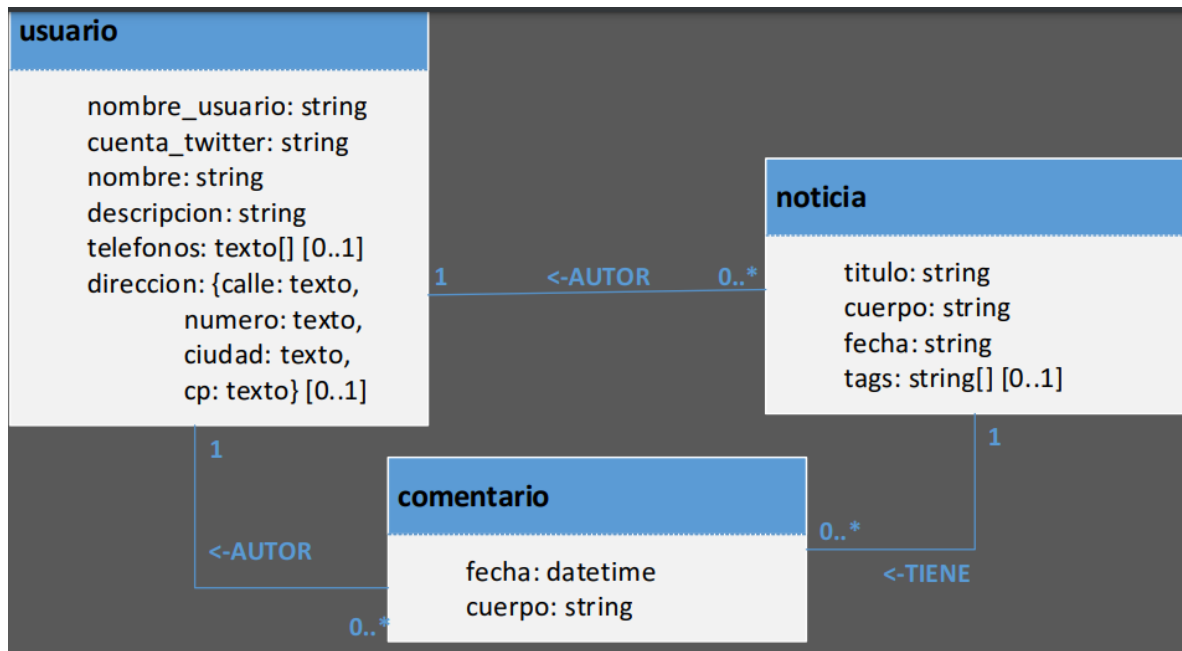 usuario
nombre_usuario: string
cuenta_twitter: string
nombre: string
descripcion: string
telefonos: texto[] [0..1]
direccion: {calle: texto,
numero: texto,
ciudad: texto,
cp: texto} [0..1]
1
<-AUTOR
0..*
noticia
titulo: string
cuerpo: string
fecha: string
tags: string[] [0..1]
1
<-AUTOR
0..*
comentario
fecha: datetime
cuerpo: string
1
0..*
<-TIENE